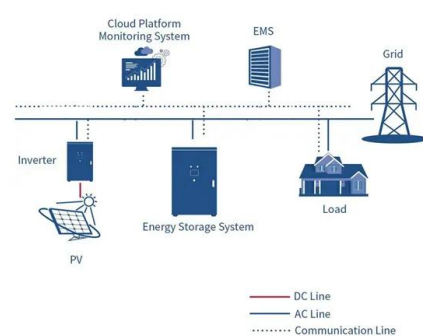 Cloud Platform
Monitoring System
EMS
Grid
Inverter
Energy Storage System
Load
PV
DC Line
AC Line
Communication Line